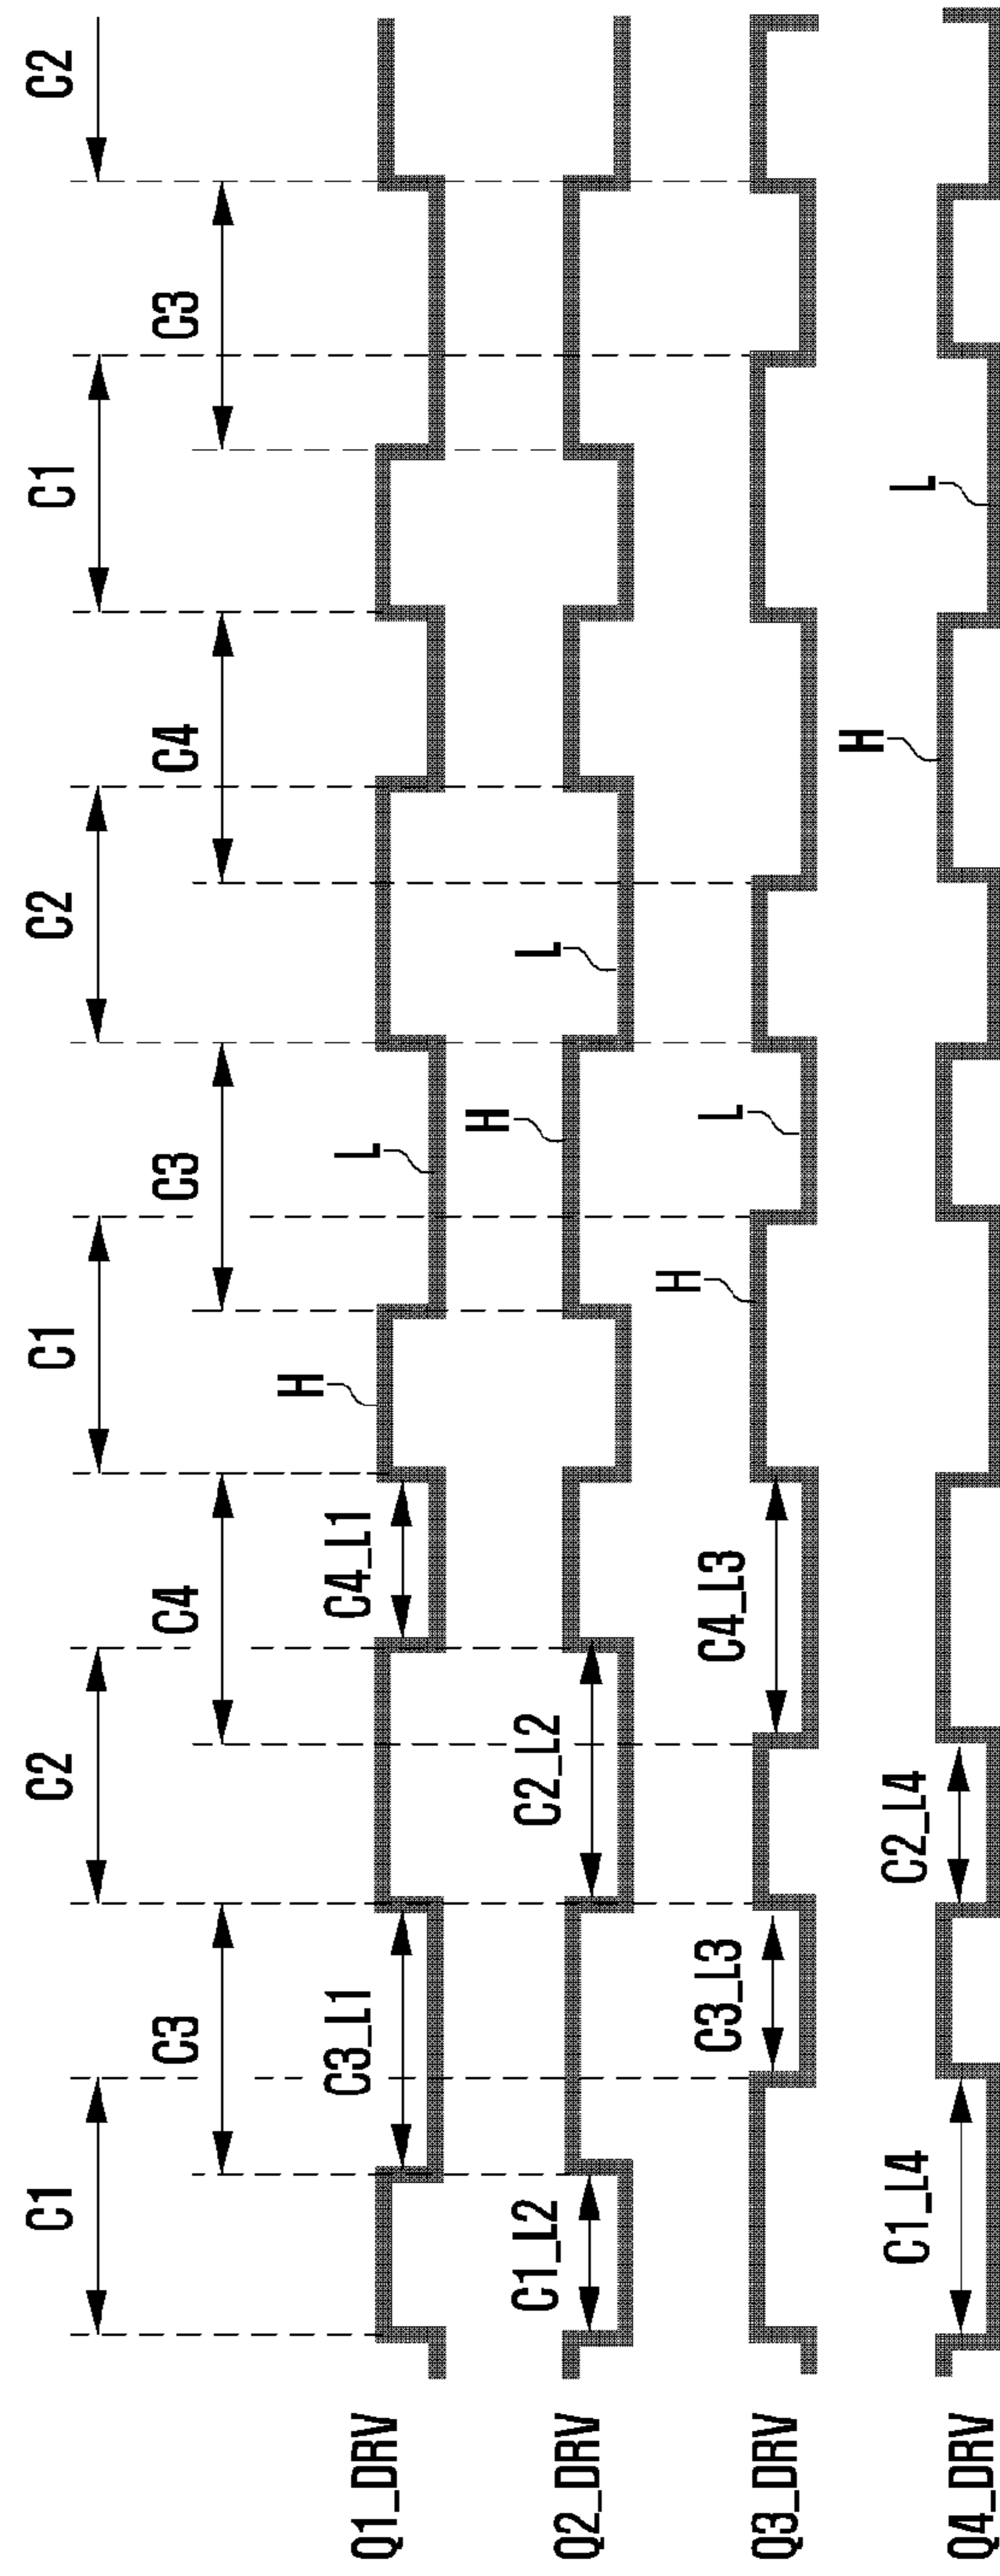 C1 C2 C1 C2 C1 C2
C3 C4 C3 C4 C3
Q1_DRV C3_L1 C4_L1 H L
Q2_DRV C1_L2 C2_L2 H L
Q3_DRV C3_L3 C4_L3 H L
Q4_DRV C1_L4 C2_L4 H L